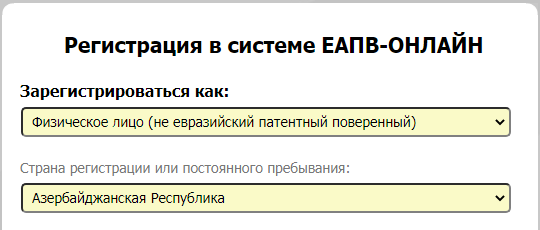 Регистрация в системе ЕАПВ-ОНЛАЙН
Зарегистрироваться как:
Физическое лицо (не евразийский патентный поверенный)
Страна регистрации или постоянного пребывания:
Азербайджанская Республика